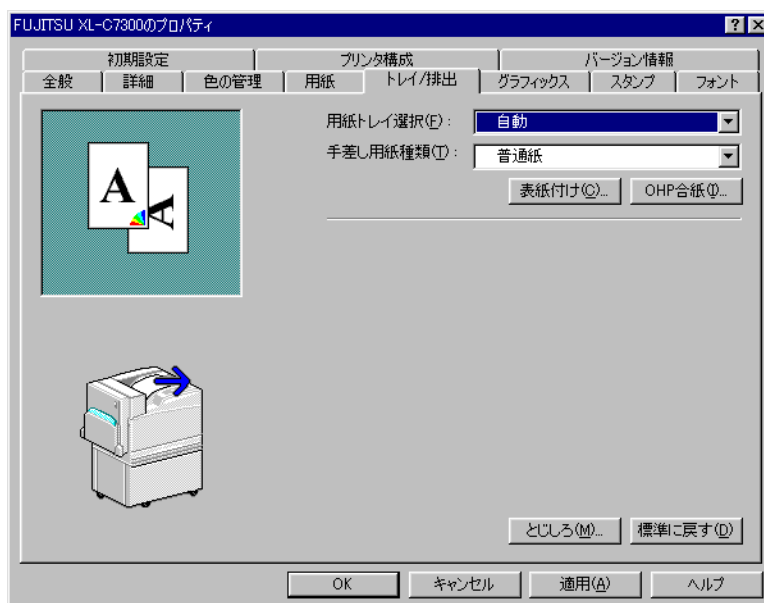 FUJITSU XL-C7300のプロパティ
初期設定 プリンタ構成 バージョン情報
全般 詳細 色の管理 用紙 トレイ/排出 グラフィックス スタンプ フォント
用紙トレイ選択(F): 自動
手差し用紙種類(T): 普通紙
表紙付け(C)... OHP合紙(I)...
A
A
とじしろ(M)... 標準に戻す(D)
OK キャンセル 適用(A) ヘルプ